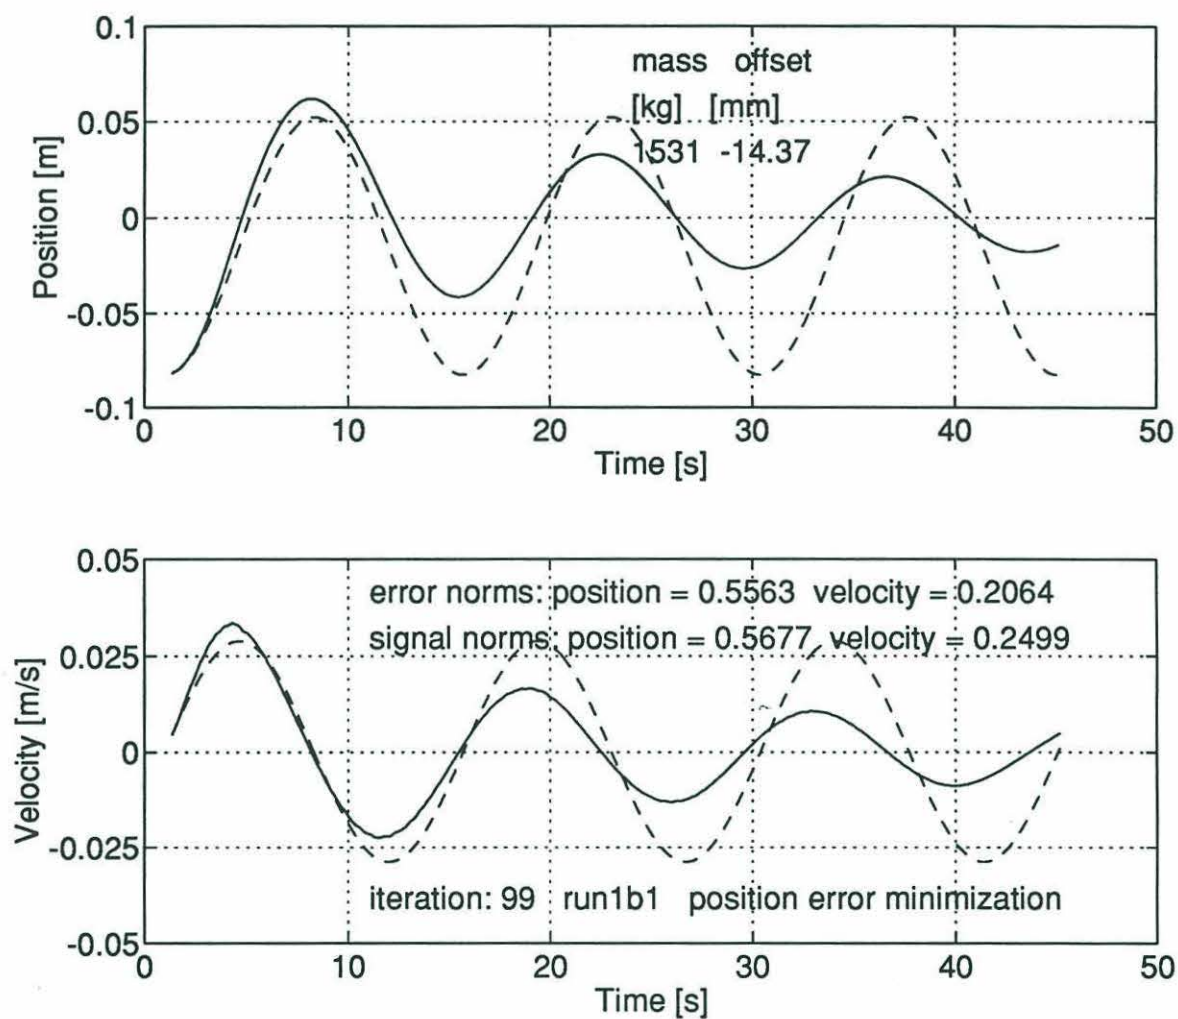 0.1
mass offset
[kg] [mm]
0.05
1531 -14.37
Position [m]
0
-0.05
-0.1
0 10 20 30 40 50
Time [s]
0.05
error norms: position = 0.5563 velocity = 0.2064
signal norms: position = 0.5677 velocity = 0.2499
0.025
Velocity [m/s]
0
-0.025
iteration: 99 run1b1 position error minimization
-0.05
0 10 20 30 40 50
Time [s]